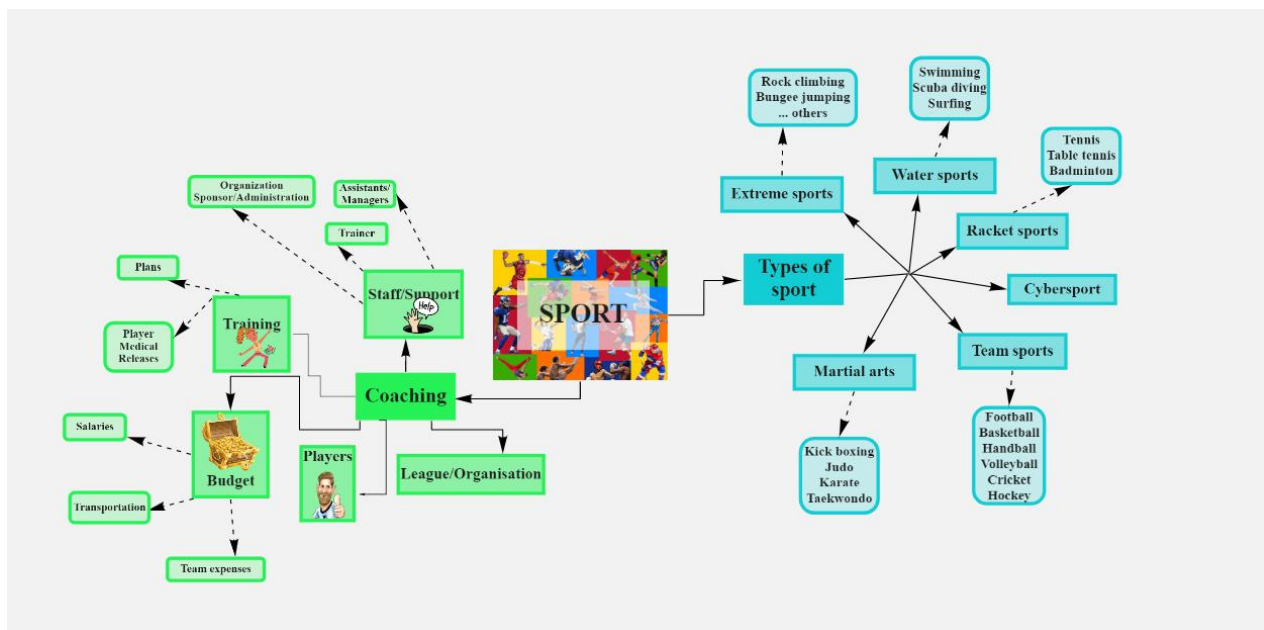 Rock climbing
Bungee jumping
... others
Swimming
Scuba diving
Surfing
Tennis
Table tennis
Badminton
Extreme sports
Water sports
Racket sports
Types of
sport
Cybersport
Team sports
Martial arts
Kick boxing
Judo
Karate
Taekwondo
Football
Basketball
Handball
Volleyball
Cricket
Hockey
SPORT
Organization
Sponsor/Administration
Assistants/
Managers
Trainer
Staff/Support
Help
Plans
Training
Player
Medical
Releases
Coaching
Salaries
Budget
Transportation
Team expenses
Players
League/Organisation